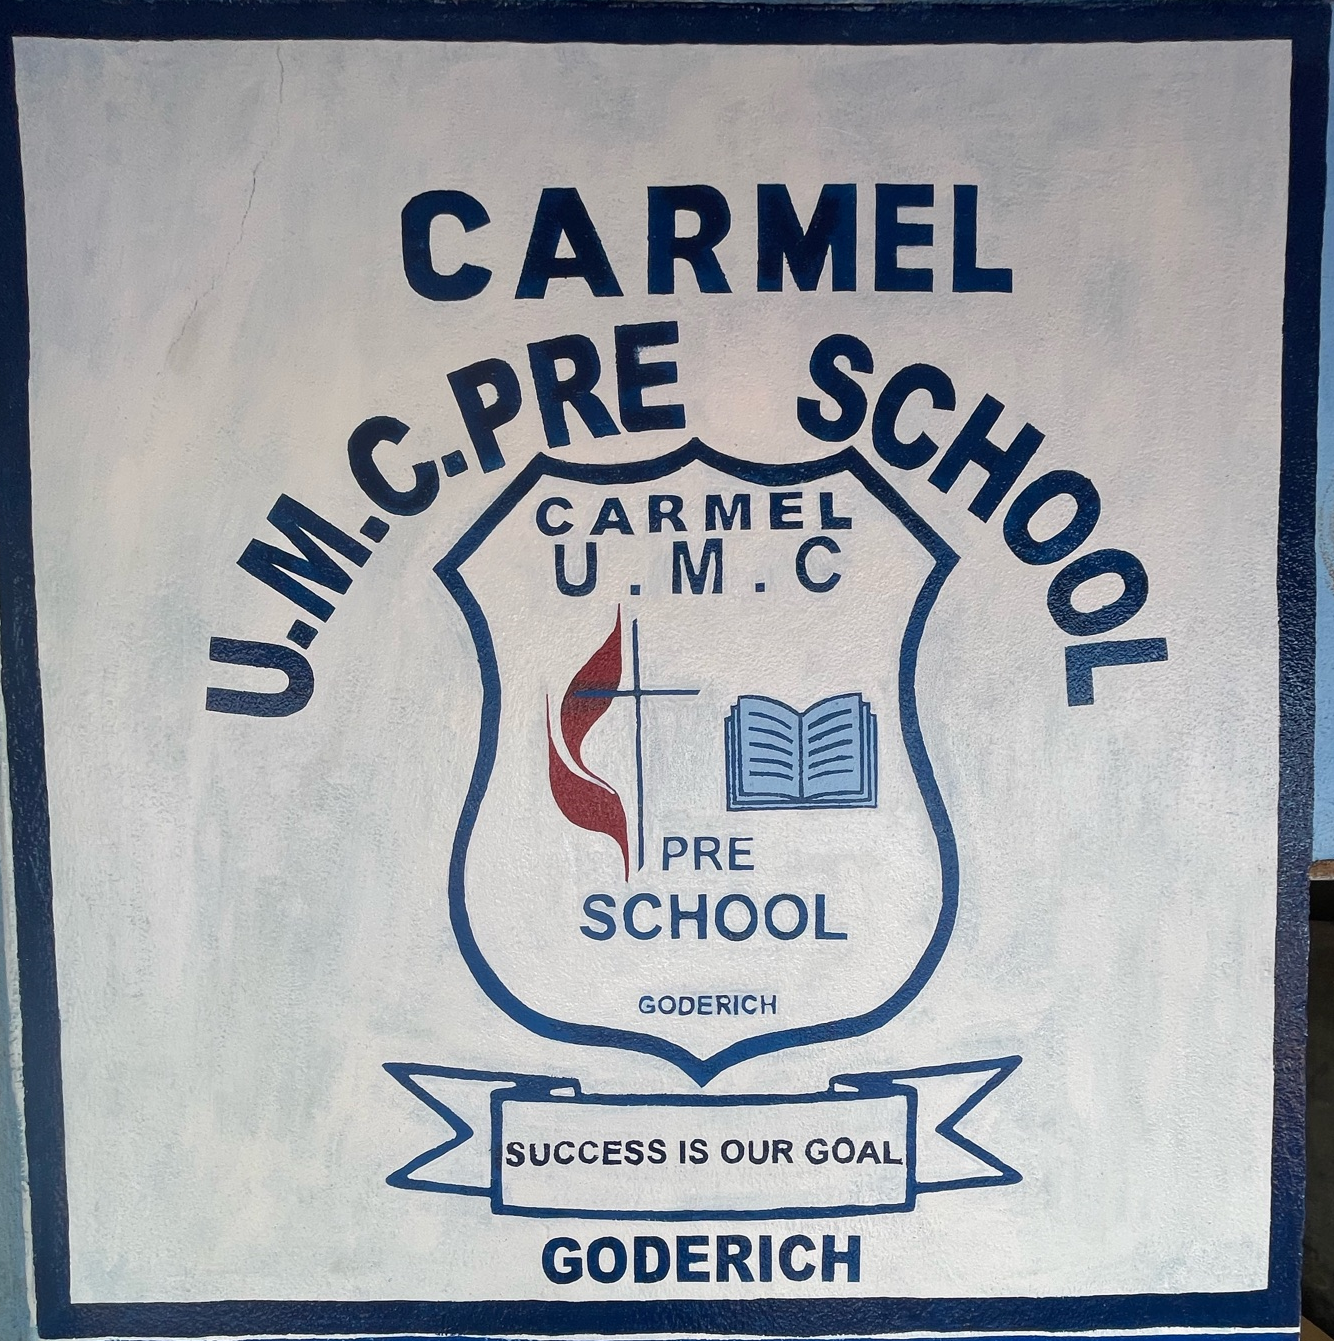 CARMEL
U.M.C.PRE SCHOOL
CARMEL
U.M.C
PRE
SCHOOL
GODERICH
SUCCESS IS OUR GOAL
GODERICH